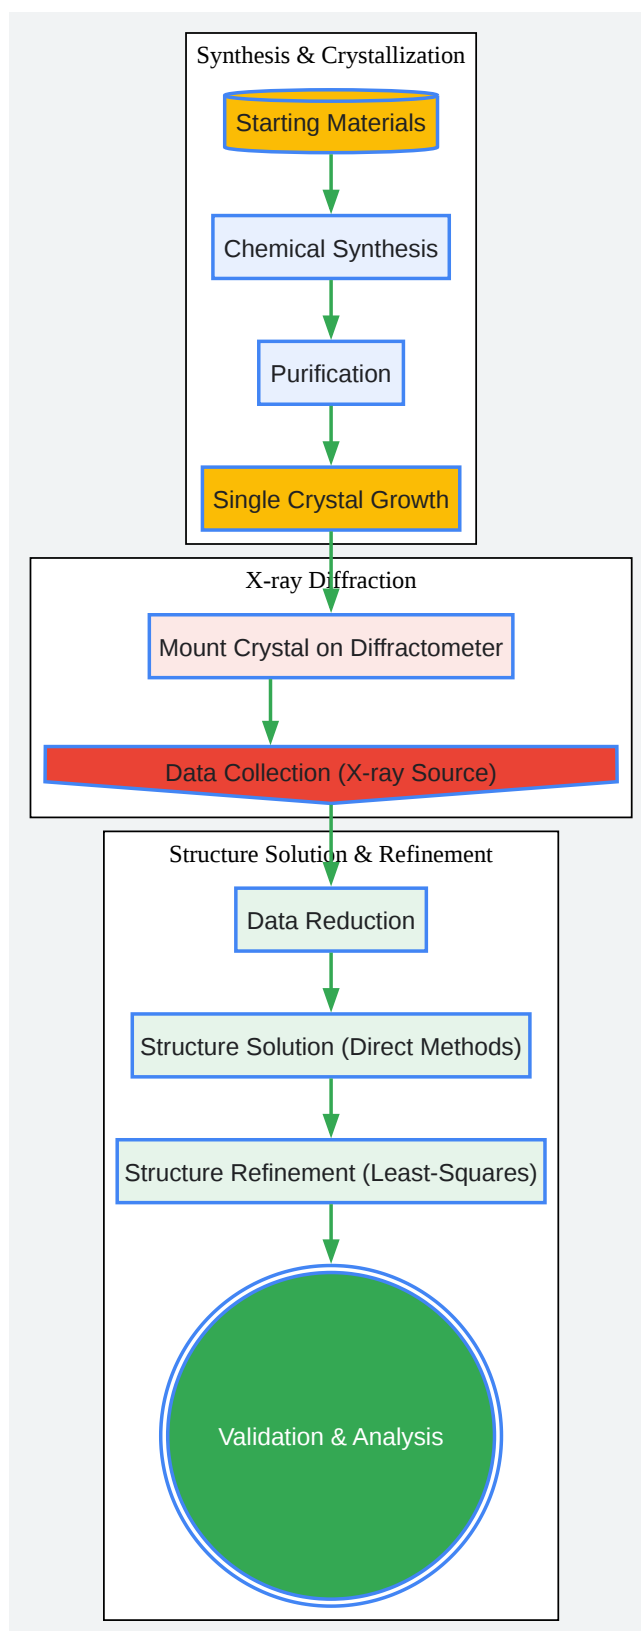 Synthesis & Crystallization
Starting Materials
Chemical Synthesis
Purification
Single Crystal Growth
X-ray Diffraction
Mount Crystal on Diffractometer
Data Collection (X-ray Source)
Structure Solution & Refinement
Data Reduction
Structure Solution (Direct Methods)
Structure Refinement (Least-Squares)
Validation & Analysis